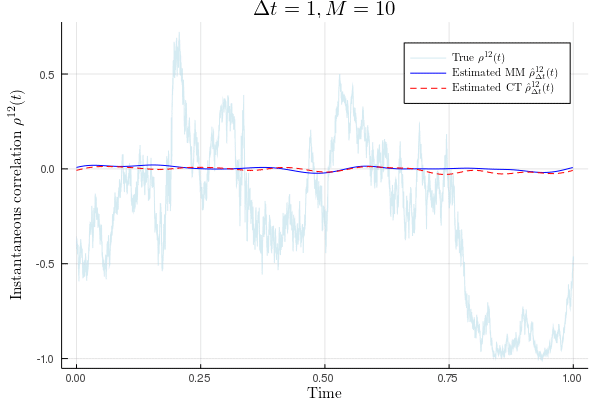 Δt = 1, M = 10
True ρ¹²(t)
Estimated MM ρ̂¹²_Δt(t)
Estimated CT ρ̂¹²_Δt(t)
Instantaneous correlation ρ¹²(t)
0.5
0.0
-0.5
-1.0
0.00 0.25 0.50 0.75 1.00
Time